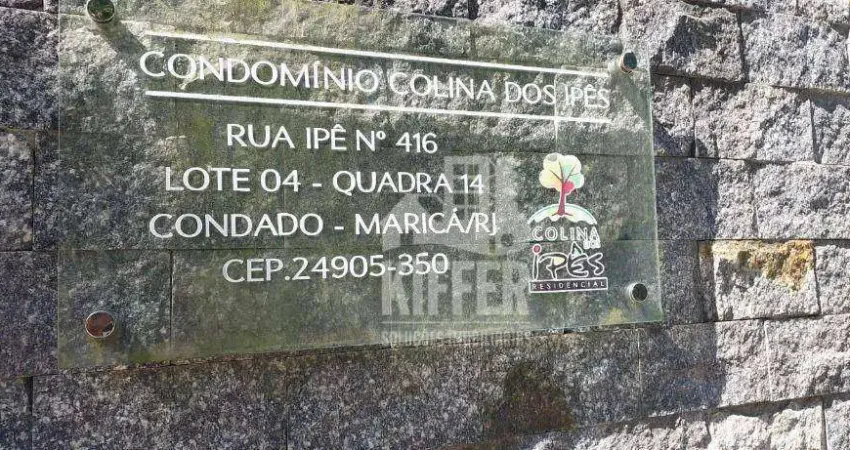 CONDOMÍNIO COLINA DOS IPÊS
RUA IPÊ Nº 416
LOTE 04 - QUADRA 14
CONDADO - MARICÁ/RJ
CEP.24905-350
COLINA
DOS
IPÊS
RESIDENCIAL
KIFFER